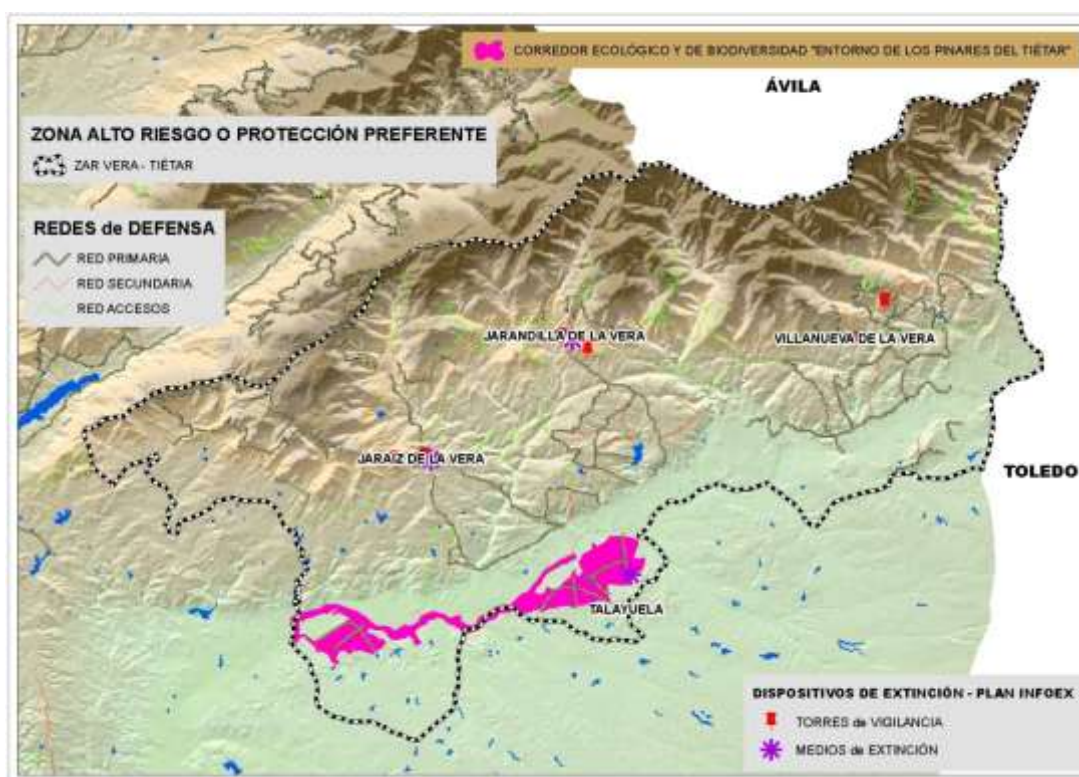 CORREDOR ECOLÓGICO Y DE BIODIVERSIDAD "ENTORNO DE LOS PINARES DEL TIÉTAR"
ÁVILA
ZONA ALTO RIESGO O PROTECCIÓN PREFERENTE
ZAR VERA - TIÉTAR
REDES de DEFENSA
RED PRIMARIA
RED SECUNDARIA
RED ACCESOS
JARANDILLA DE LA VERA
VILLANUEVA DE LA VERA
JARAÍZ DE LA VERA
TOLEDO
TALAYUELA
DISPOSITIVOS DE EXTINCIÓN - PLAN INFOEX
TORRES de VIGILANCIA
MEDIOS de EXTINCIÓN